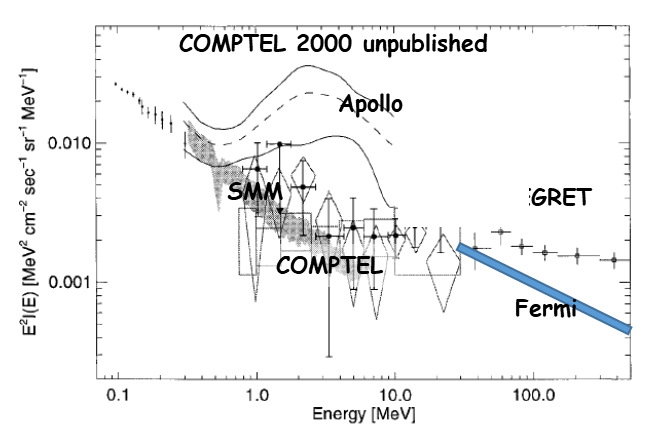 COMPTEL 2000 unpublished
Apollo
SMM
COMPTEL
GRET
Fermi
E²I(E) [MeV² cm⁻² sec⁻¹ sr⁻¹ MeV⁻¹]
0.010
0.001
0.1 1.0 10.0 100.0
Energy [MeV]